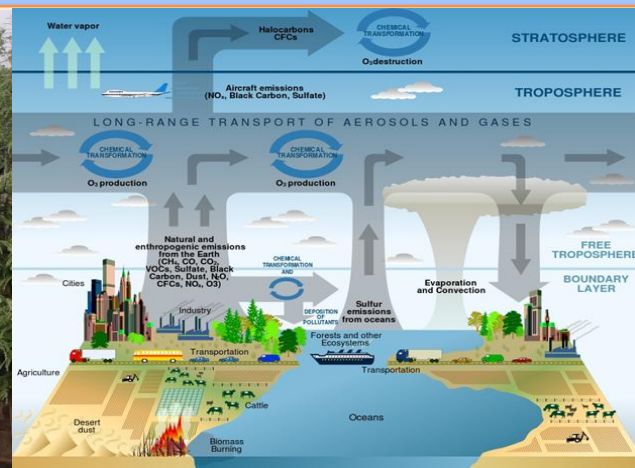 Water vapor
Halocarbons
CFCs
CHEMICAL
TRANSFORMATION
O₃destruction
STRATOSPHERE
Aircraft emissions
(NOₓ, Black Carbon, Sulfate)
TROPOSPHERE
LONG-RANGE TRANSPORT OF AEROSOLS AND GASES
CHEMICAL
TRANSFORMATION
O₃ production
CHEMICAL
TRANSFORMATION
O₃ production
Natural and
enthropogenic emissions
from the Earth
(CH₄, CO, CO₂,
VOCs, Sulfate, Black
Carbon, Dust, N₂O,
CFCs, NOₓ, O3)
CHEMICAL
TRANSFORMATION
AND
DEPOSITION
OF
POLLUTANTS
Sulfur
emissions
from oceans
Evaporation
and Convection
FREE
TROPOSPHERE
BOUNDARY
LAYER
Cities
Industry
Transportation
Forests and other
Ecosystems
Transportation
Agriculture
Cattle
Oceans
Desert
dust
Biomass
Burning